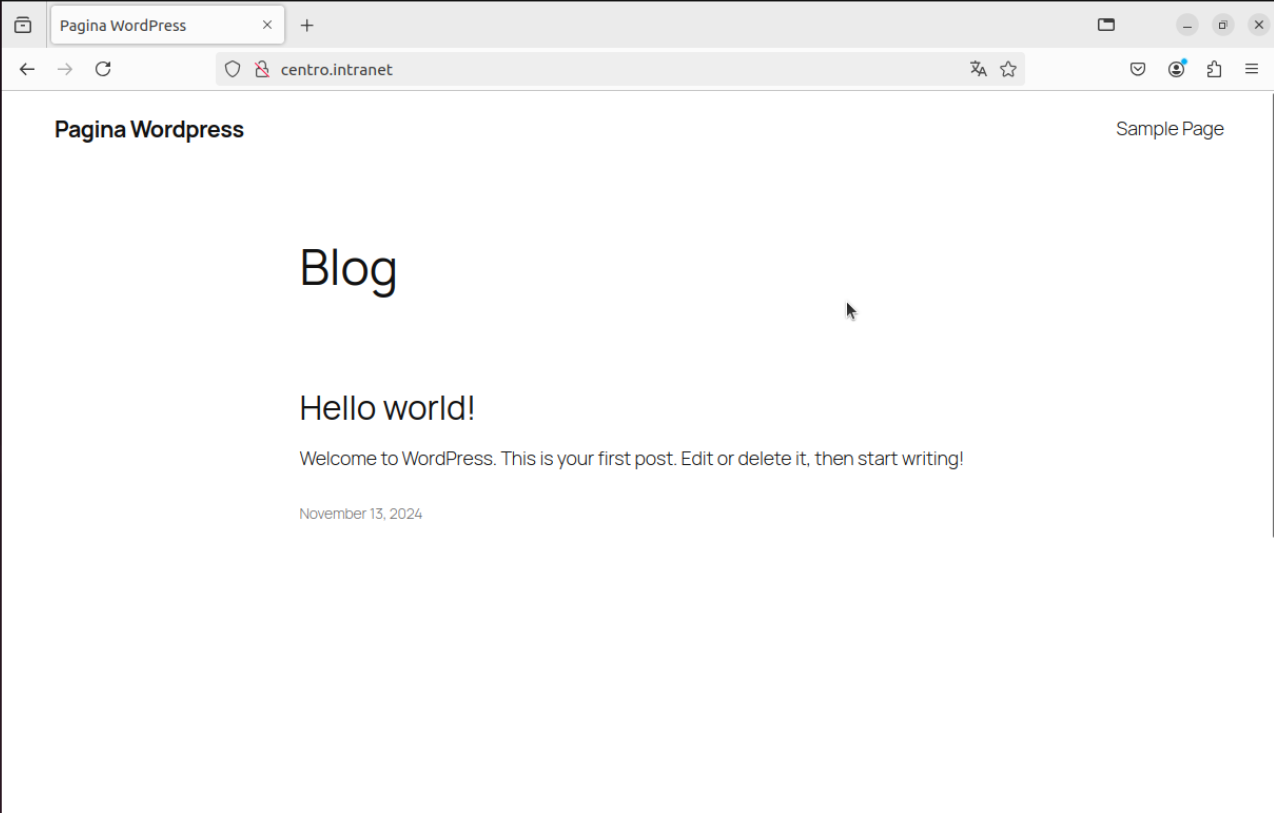 Pagina WordPress
centro.intranet
Pagina Wordpress
Sample Page
Blog
Hello world!
Welcome to WordPress. This is your first post. Edit or delete it, then start writing!
November 13, 2024